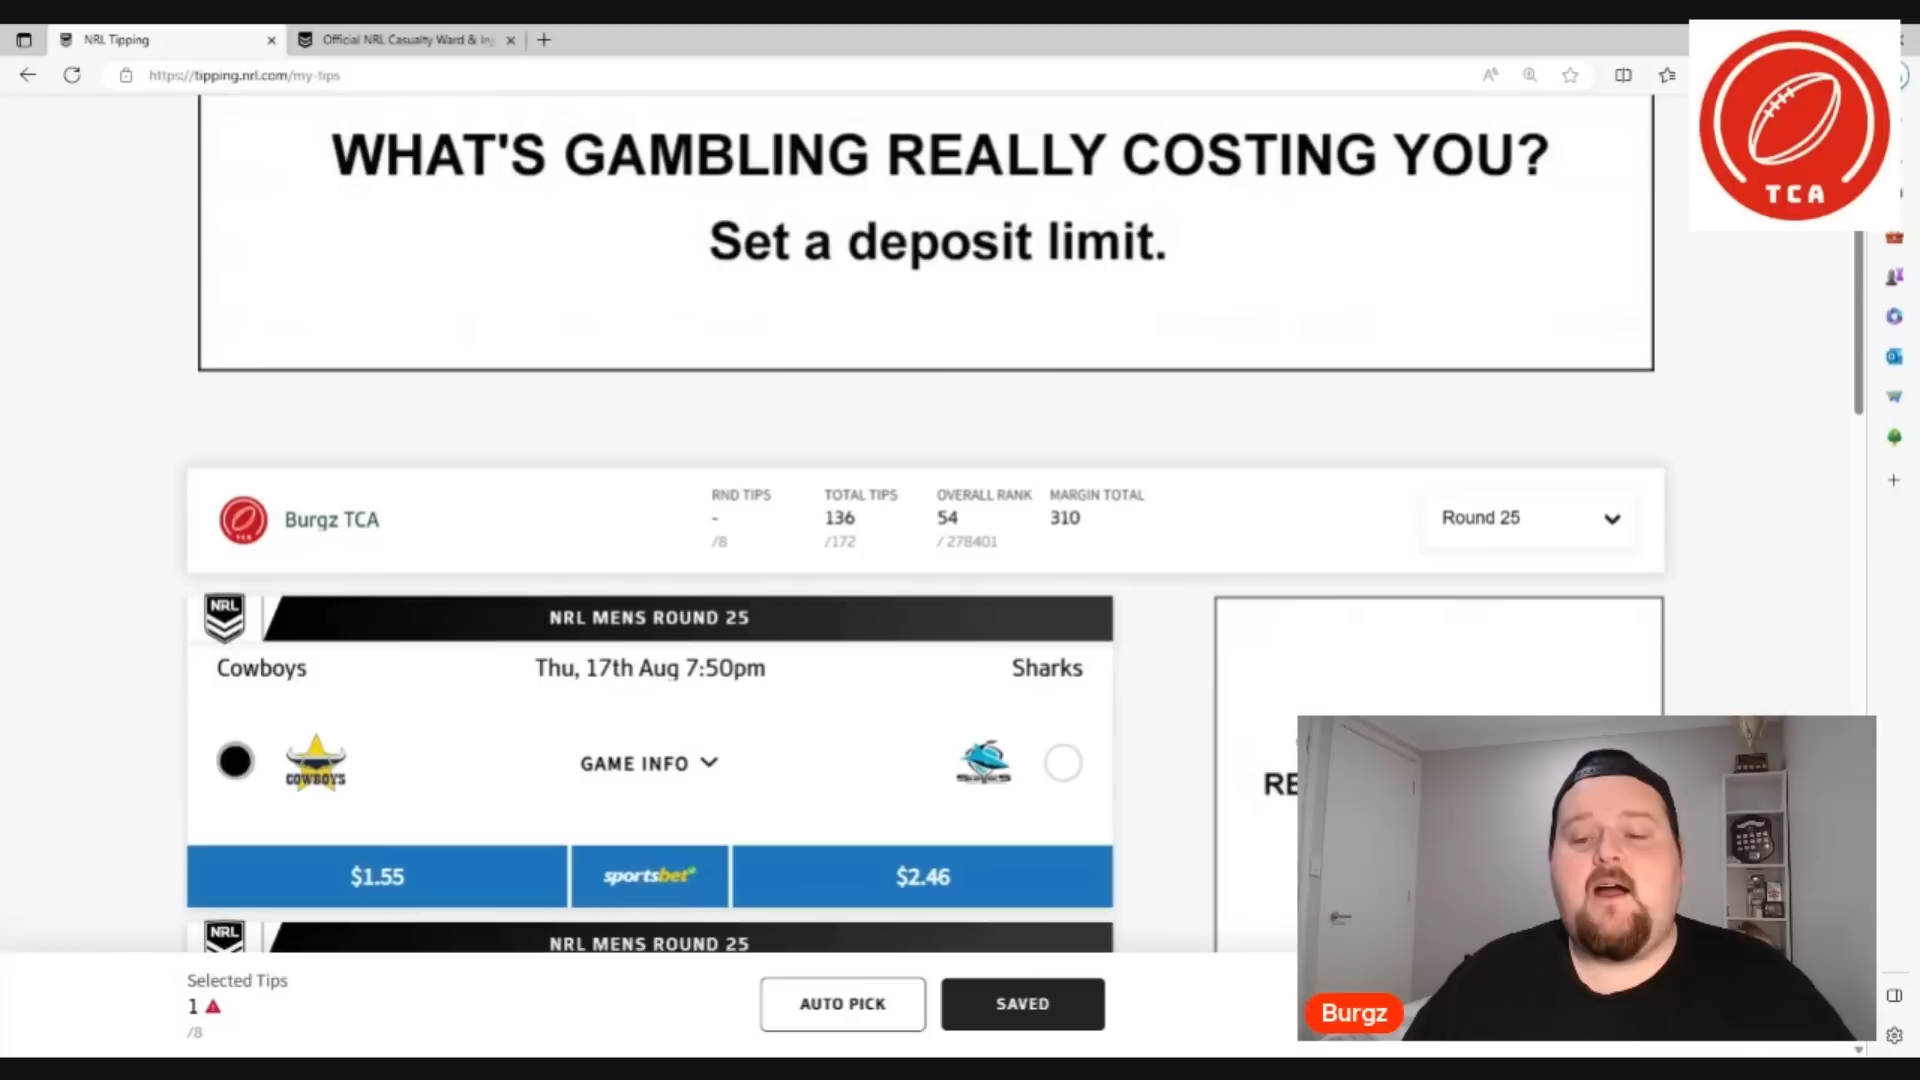 NRL Tipping
Official NRL Casualty Ward & Inj
https://tipping.nrl.com/my-tips
TCA
WHAT'S GAMBLING REALLY COSTING YOU?
Set a deposit limit.
Burgz TCA
RND TIPS
-
/8
TOTAL TIPS
136
/172
OVERALL RANK
54
/ 278401
MARGIN TOTAL
310
Round 25
NRL
NRL MENS ROUND 25
Cowboys
Thu, 17th Aug 7:50pm
Sharks
COWBOYS
GAME INFO
SHARKS
RE
$1.55
sportsbet
$2.46
NRL
NRL MENS ROUND 25
Selected Tips
1
/8
AUTO PICK
SAVED
Burgz